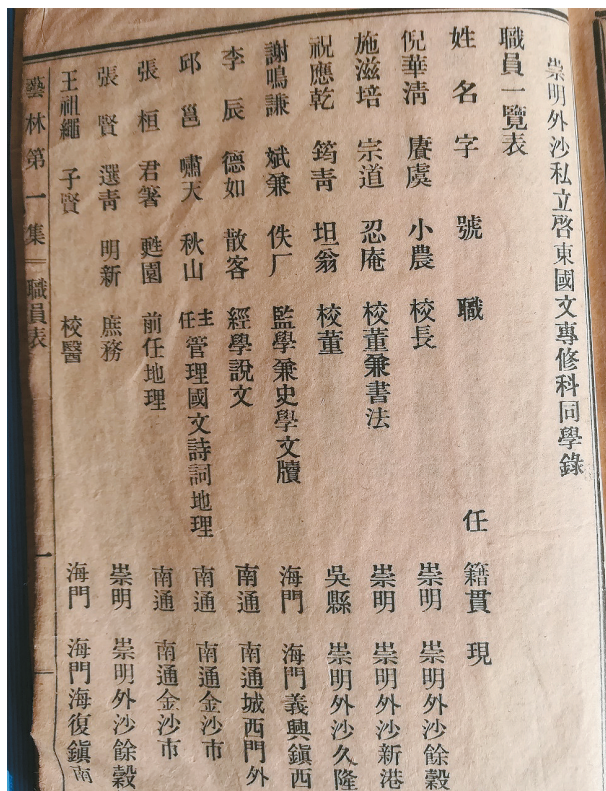 崇明外沙私立啓東國文專修科同學錄
職員一覽表
姓名 字 號 職任 籍貫 現
倪華清 賡虞 小農 校長 崇明 崇明外沙餘穀
施滋培 宗道 忍庵 校董兼書法 崇明 崇明外沙新港
祝應乾 筠青 坦翁 校董 吳縣 崇明外沙久隆
謝鳴謙 斌兼 佚厂 監學兼史學文牘 海門 海門義興鎭西
李辰 德如 散客 經學說文 南通 南通城西門外
邱邕 嘯天 秋山 主任管理國文詩詞地理 南通 南通金沙市
張桓 君箸 甦園 前任地理 南通 南通金沙市
張賢 選青 明新 庶務 崇明 崇明外沙餘穀
王祖繩 子賢 校醫 海門 海門海復鎭南
藝林第一集 職員表 一